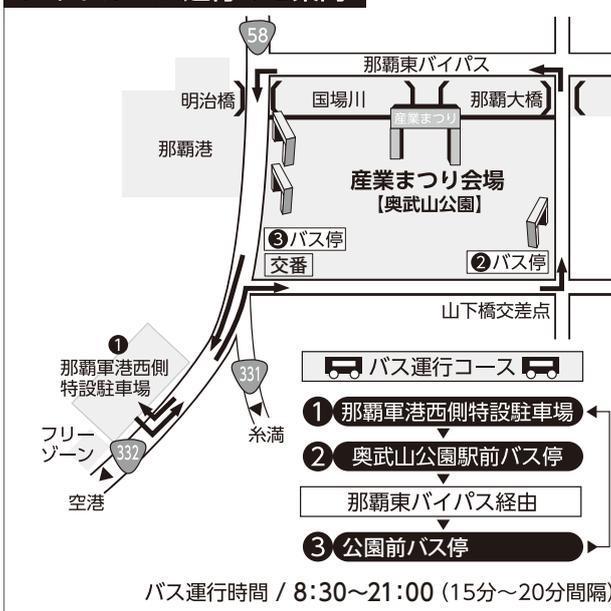 58
那覇東バイパス
明治橋
国場川
那覇大橋
産業まつり
那覇港
産業まつり会場
【奥武山公園】
❸バス停
交番
❷バス停
山下橋交差点
❶
那覇軍港西側
特設駐車場
331
糸満
フリー
ゾーン
332
空港
バス運行コース
❶那覇軍港西側特設駐車場
❷奥武山公園駅前バス停
那覇東バイパス経由
❸公園前バス停
バス運行時間 / 8:30〜21:00(15分〜20分間隔)